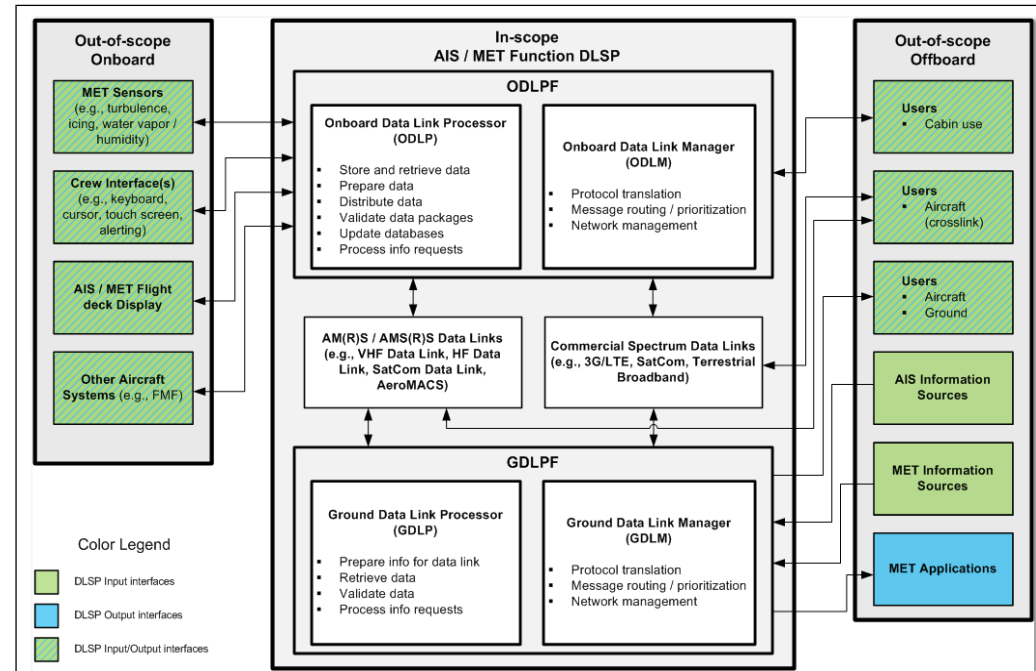 Out-of-scope
Onboard
MET Sensors
(e.g., turbulence,
icing, water vapor /
humidity)
Crew Interface(s)
(e.g., keyboard,
cursor, touch screen,
alerting)
AIS / MET Flight
deck Display
Other Aircraft
Systems (e.g., FMF)
Color Legend
DLSP Input interfaces
DLSP Output interfaces
DLSP Input/Output interfaces
In-scope
AIS / MET Function DLSP
ODLPF
Onboard Data Link Processor
(ODLP)
▪ Store and retrieve data
▪ Prepare data
▪ Distribute data
▪ Validate data packages
▪ Update databases
▪ Process info requests
Onboard Data Link Manager
(ODLM)
▪ Protocol translation
▪ Message routing / prioritization
▪ Network management
AM(R)S / AMS(R)S Data Links
(e.g., VHF Data Link, HF Data
Link, SatCom Data Link,
AeroMACS)
Commercial Spectrum Data Links
(e.g., 3G/LTE, SatCom, Terrestrial
Broadband)
GDLPF
Ground Data Link Processor
(GDLP)
▪ Prepare info for data link
▪ Retrieve data
▪ Validate data
▪ Process info requests
Ground Data Link Manager
(GDLM)
▪ Protocol translation
▪ Message routing / prioritization
▪ Network management
Out-of-scope
Offboard
Users
▪ Cabin use
Users
▪ Aircraft
(crosslink)
Users
▪ Aircraft
▪ Ground
AIS Information
Sources
MET Information
Sources
MET Applications